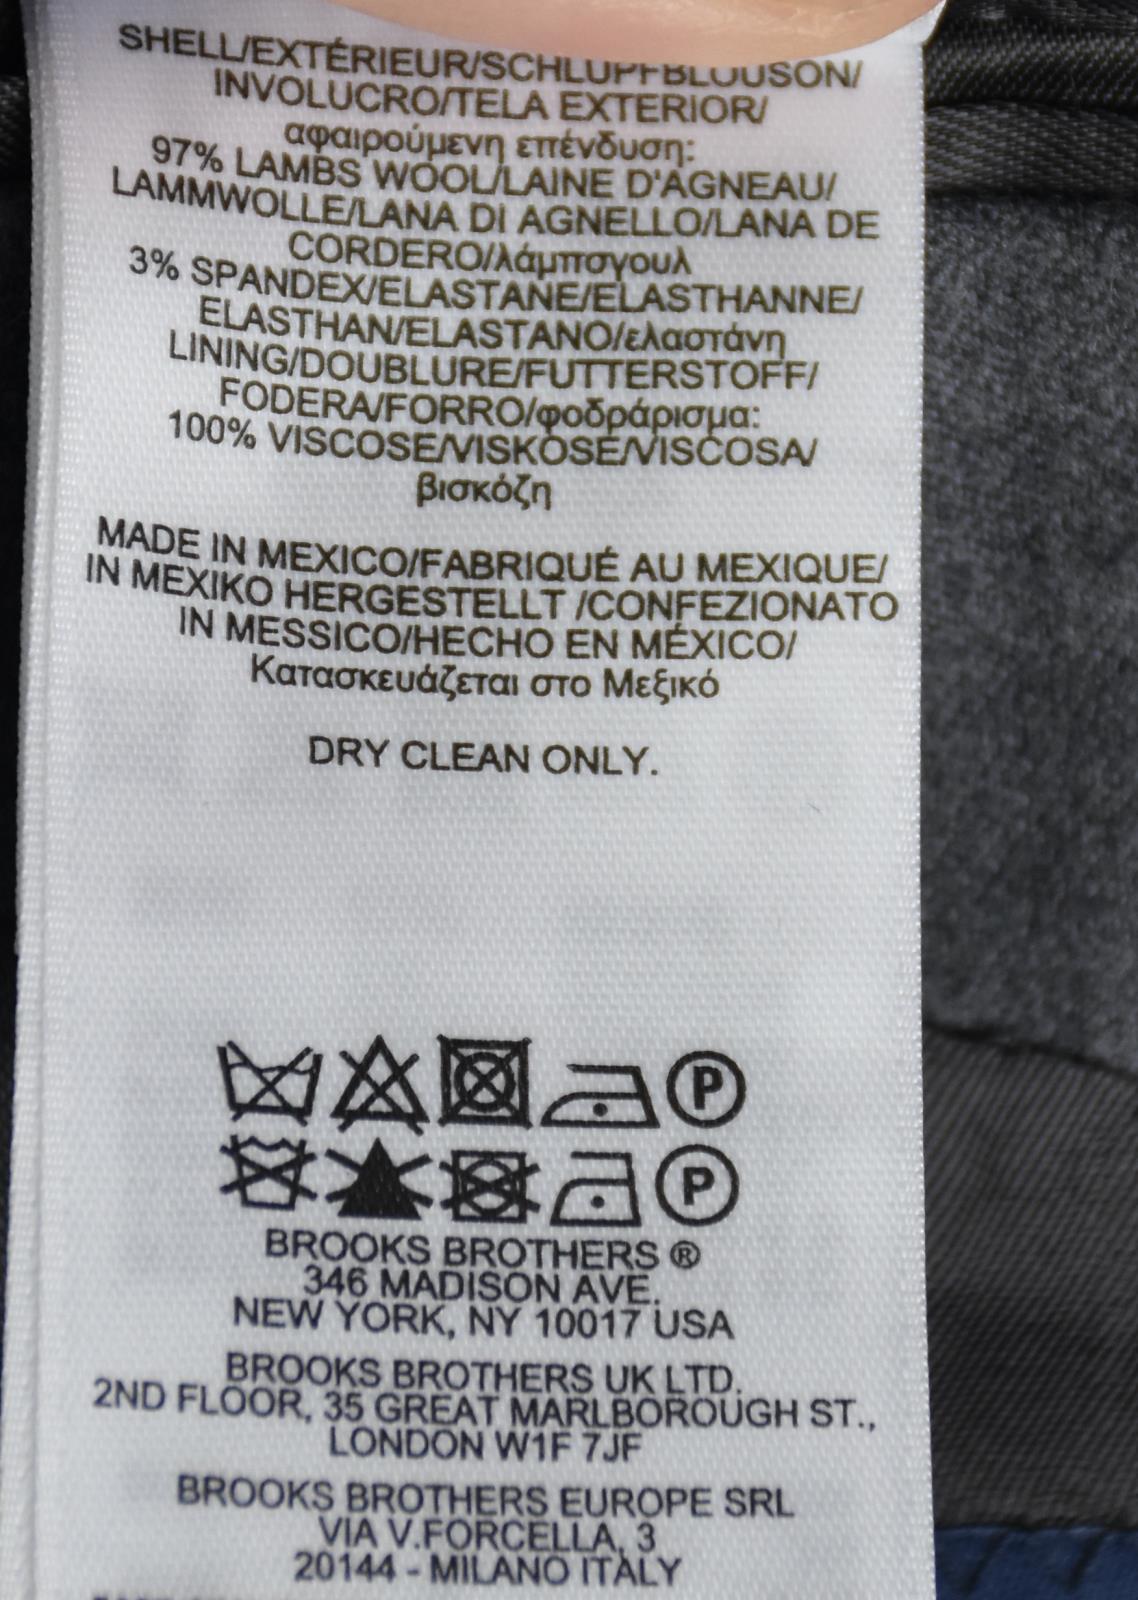 SHELL/EXTÉRIEUR/SCHLUPFBLOUSON/
INVOLUCRO/TELA EXTERIOR/
αφαιρούμενη επένδυση:
97% LAMBS WOOL/LAINE D'AGNEAU/
LAMMWOLLE/LANA DI AGNELLO/LANA DE
CORDERO/λάμπσγουλ
3% SPANDEX/ELASTANE/ELASTHANNE/
ELASTHAN/ELASTANO/ελαστάνη
LINING/DOUBLURE/FUTTERSTOFF/
FODERA/FORRO/φοδράρισμα:
100% VISCOSE/VISKOSE/VISCOSA/
βισκόζη
MADE IN MEXICO/FABRIQUÉ AU MEXIQUE/
IN MEXIKO HERGESTELLT /CONFEZIONATO
IN MESSICO/HECHO EN MÉXICO/
Κατασκευάζεται στο Μεξικό
DRY CLEAN ONLY.
P
P
BROOKS BROTHERS ®
346 MADISON AVE.
NEW YORK, NY 10017 USA
BROOKS BROTHERS UK LTD.
2ND FLOOR, 35 GREAT MARLBOROUGH ST.,
LONDON W1F 7JF
BROOKS BROTHERS EUROPE SRL
VIA V.FORCELLA, 3
20144 - MILANO ITALY